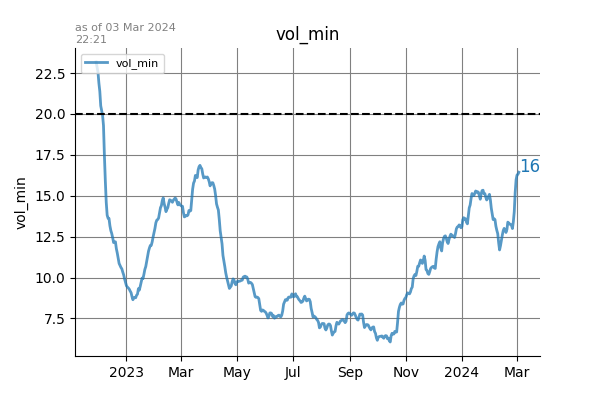 as of 03 Mar 2024
22:21
vol_min
vol_min
22.5
20.0
17.5
15.0
12.5
10.0
7.5
vol_min
16
2023
Mar
May
Jul
Sep
Nov
2024
Mar